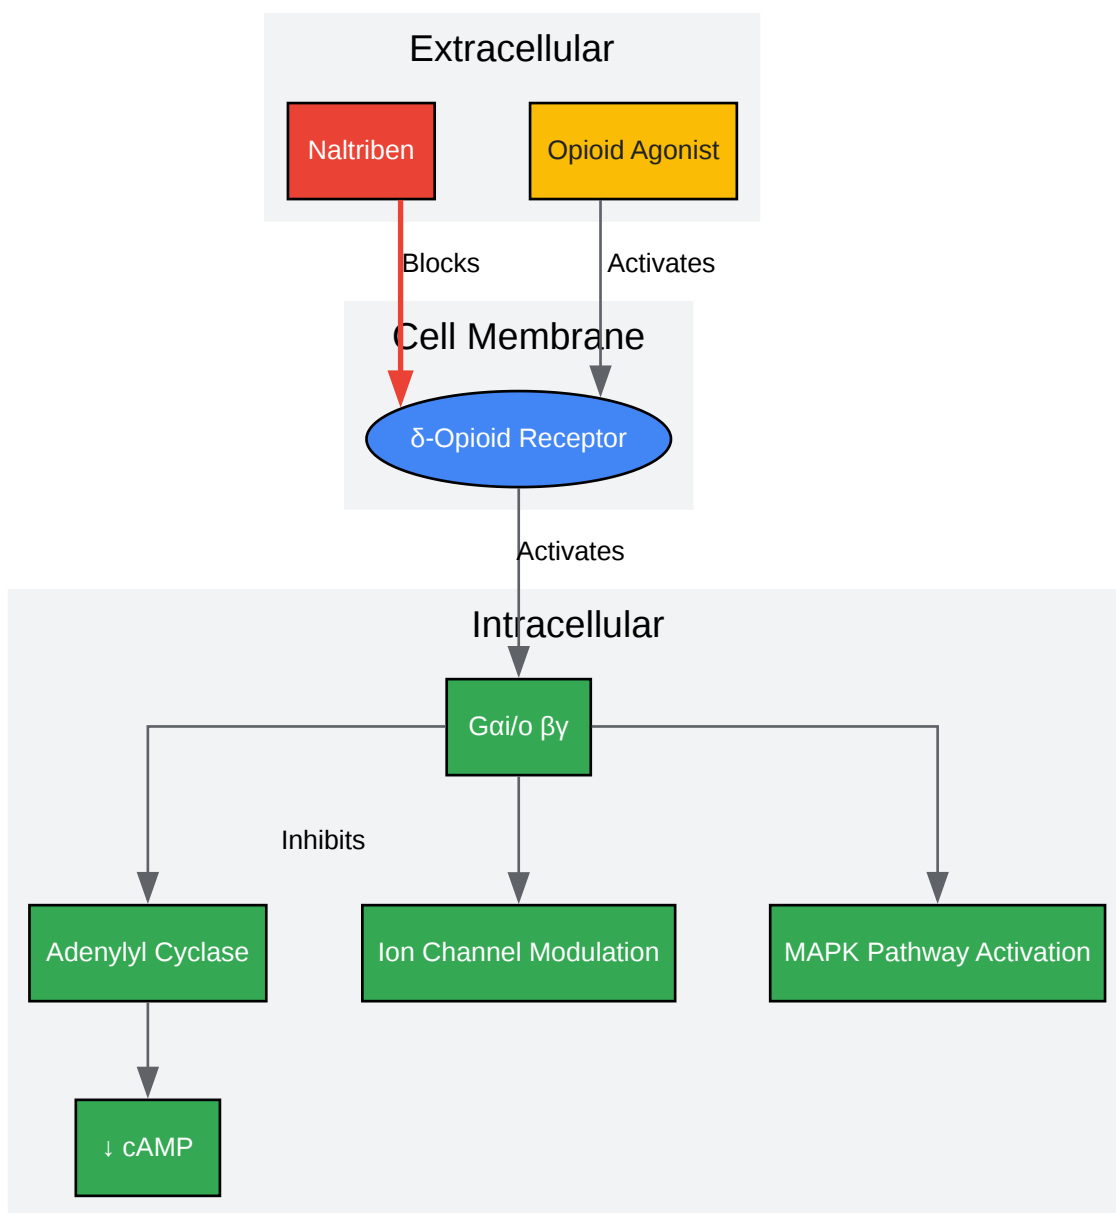 Extracellular
Naltriben
Opioid Agonist
Blocks
Activates
Cell Membrane
δ-Opioid Receptor
Activates
Intracellular
Gαi/o βγ
Inhibits
Adenylyl Cyclase
Ion Channel Modulation
MAPK Pathway Activation
↓ cAMP